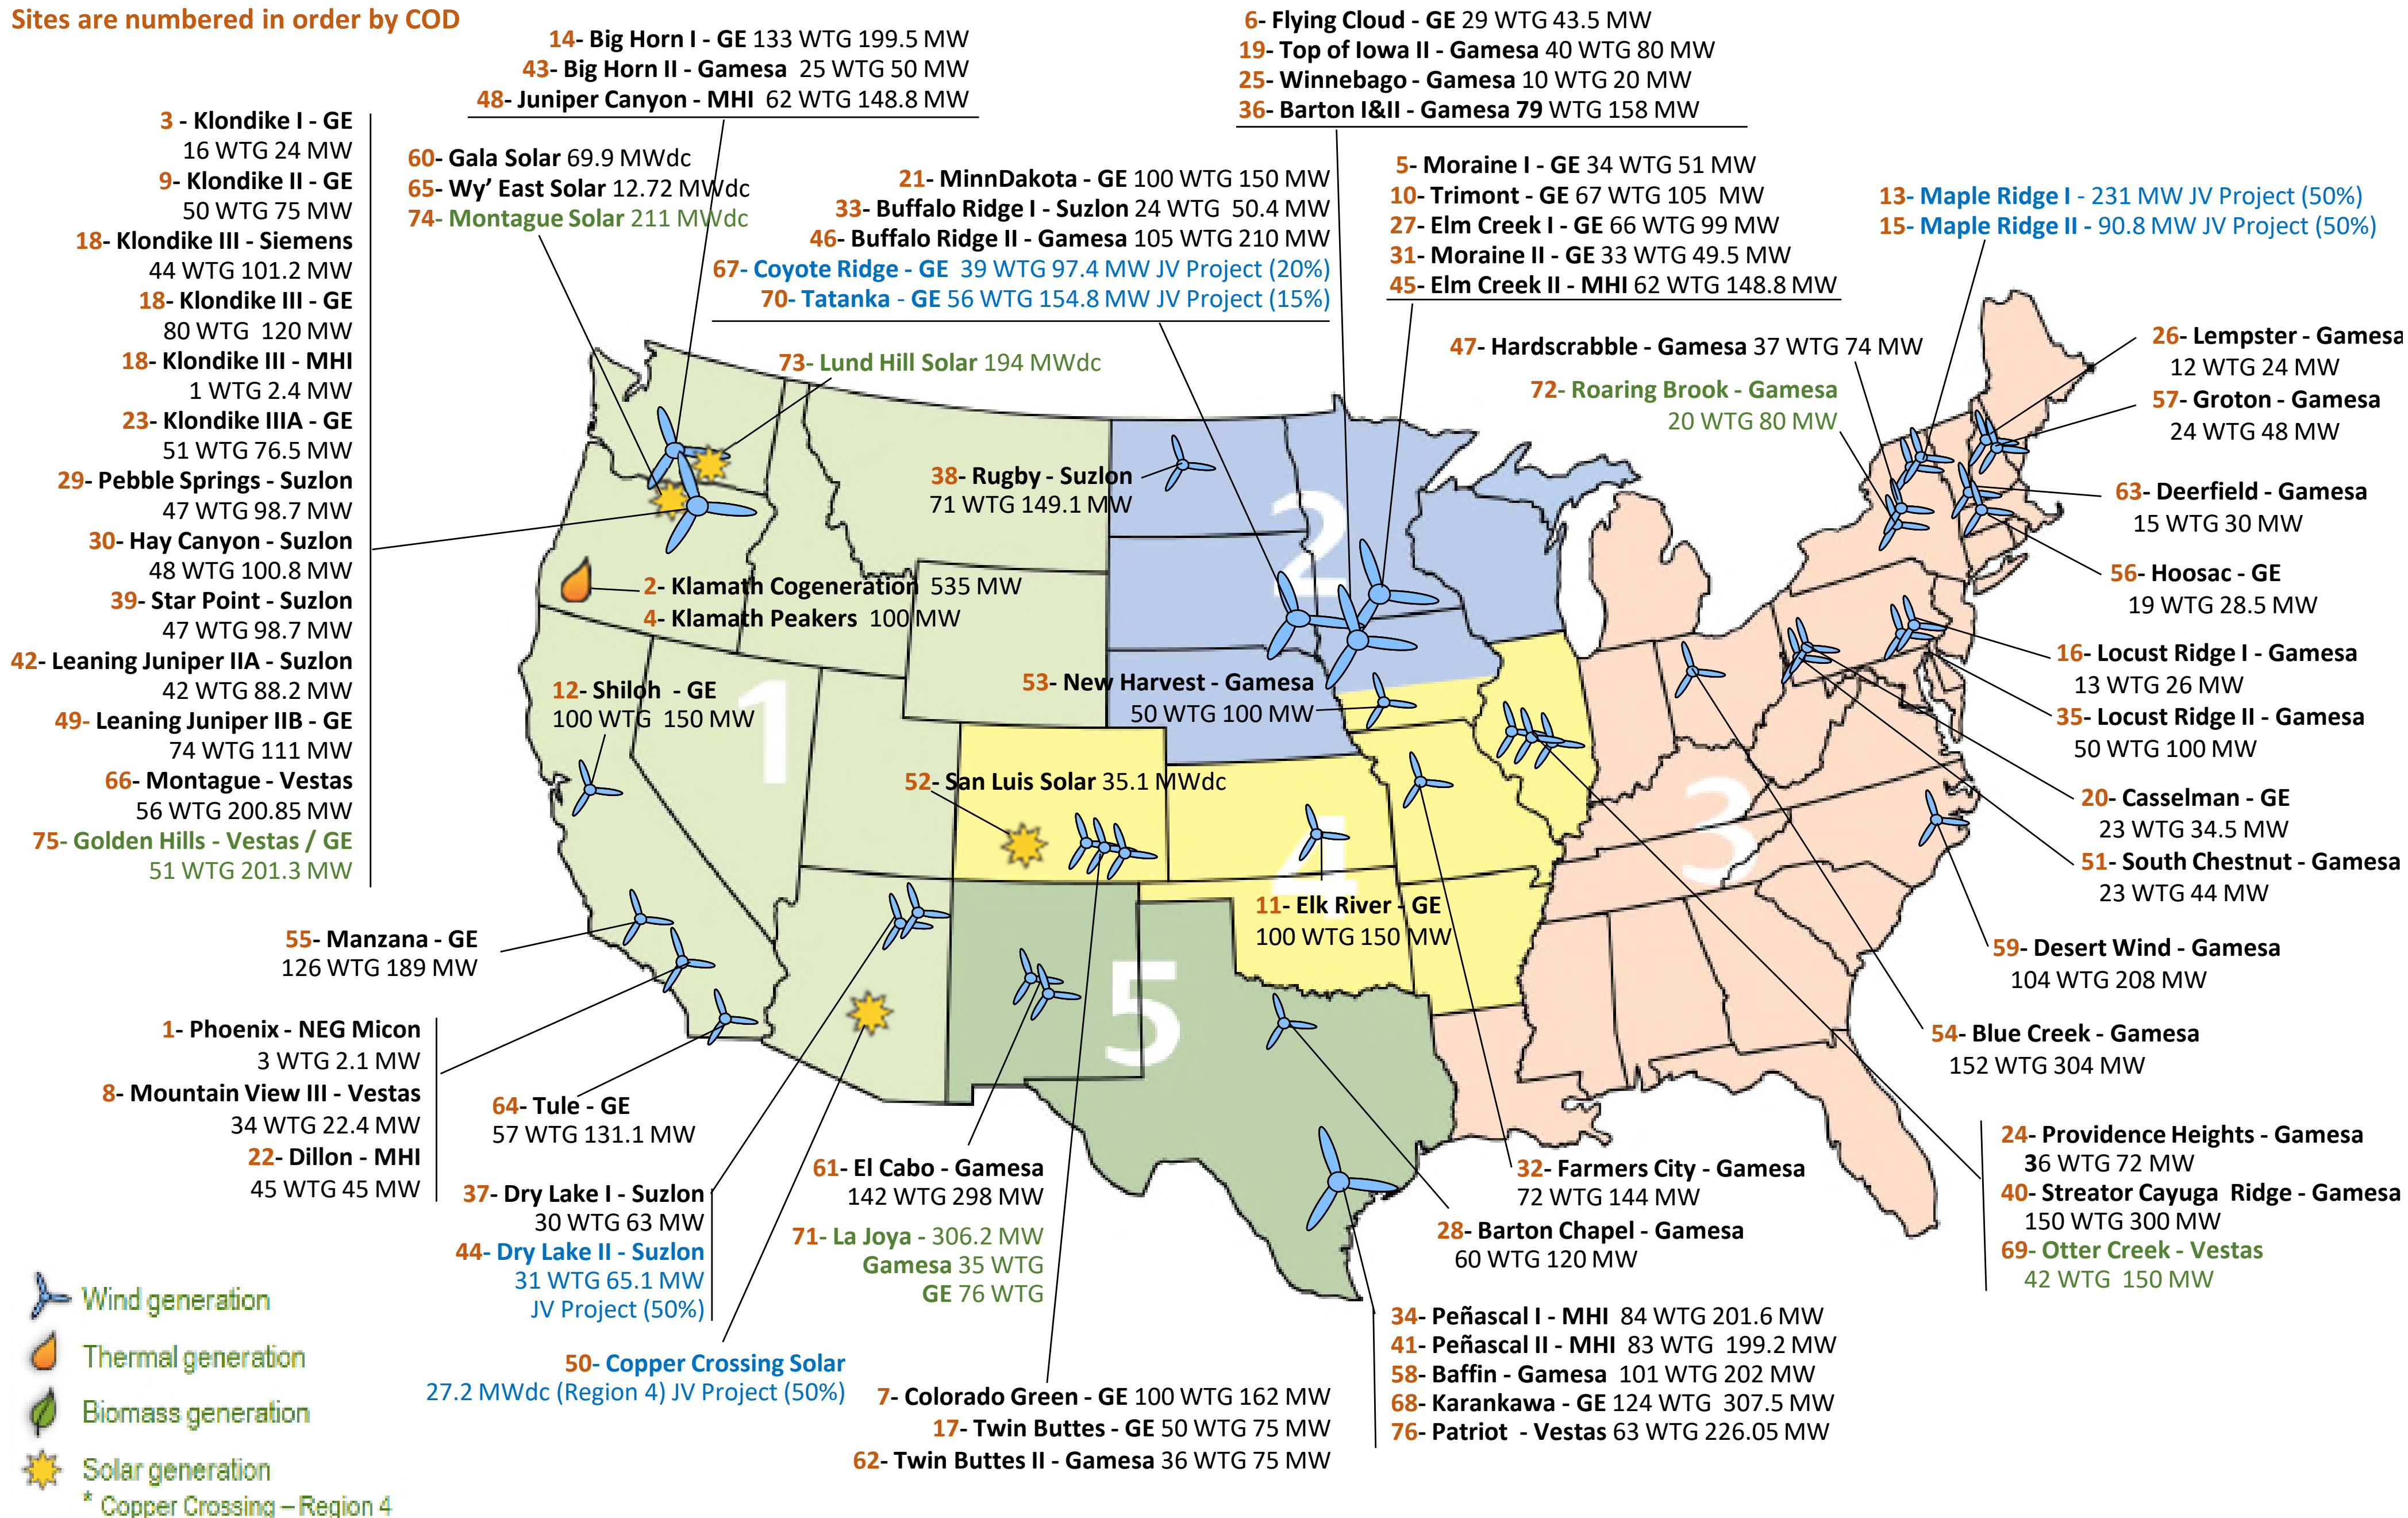 Sites are numbered in order by COD
14- Big Horn I - GE 133 WTG 199.5 MW
43- Big Horn II - Gamesa 25 WTG 50 MW
48- Juniper Canyon - MHI 62 WTG 148.8 MW
6- Flying Cloud - GE 29 WTG 43.5 MW
19- Top of Iowa II - Gamesa 40 WTG 80 MW
25- Winnebago - Gamesa 10 WTG 20 MW
36- Barton I&II - Gamesa 79 WTG 158 MW
3 - Klondike I - GE
16 WTG 24 MW
9- Klondike II - GE
50 WTG 75 MW
18- Klondike III - Siemens
44 WTG 101.2 MW
18- Klondike III - GE
80 WTG 120 MW
18- Klondike III - MHI
1 WTG 2.4 MW
23- Klondike IIIA - GE
51 WTG 76.5 MW
29- Pebble Springs - Suzlon
47 WTG 98.7 MW
30- Hay Canyon - Suzlon
48 WTG 100.8 MW
39- Star Point - Suzlon
47 WTG 98.7 MW
42- Leaning Juniper IIA - Suzlon
42 WTG 88.2 MW
49- Leaning Juniper IIB - GE
74 WTG 111 MW
66- Montague - Vestas
56 WTG 200.85 MW
75- Golden Hills - Vestas / GE
51 WTG 201.3 MW
60- Gala Solar 69.9 MWdc
65- Wy' East Solar 12.72 MWdc
74- Montague Solar 211 MWdc
21- MinnDakota - GE 100 WTG 150 MW
33- Buffalo Ridge I - Suzlon 24 WTG 50.4 MW
46- Buffalo Ridge II - Gamesa 105 WTG 210 MW
67- Coyote Ridge - GE 39 WTG 97.4 MW JV Project (20%)
70- Tatanka - GE 56 WTG 154.8 MW JV Project (15%)
5- Moraine I - GE 34 WTG 51 MW
10- Trimont - GE 67 WTG 105 MW
27- Elm Creek I - GE 66 WTG 99 MW
31- Moraine II - GE 33 WTG 49.5 MW
45- Elm Creek II - MHI 62 WTG 148.8 MW
13- Maple Ridge I - 231 MW JV Project (50%)
15- Maple Ridge II - 90.8 MW JV Project (50%)
73- Lund Hill Solar 194 MWdc
47- Hardscrabble - Gamesa 37 WTG 74 MW
72- Roaring Brook - Gamesa
20 WTG 80 MW
26- Lempster - Gamesa
12 WTG 24 MW
57- Groton - Gamesa
24 WTG 48 MW
63- Deerfield - Gamesa
15 WTG 30 MW
56- Hoosac - GE
19 WTG 28.5 MW
16- Locust Ridge I - Gamesa
13 WTG 26 MW
35- Locust Ridge II - Gamesa
50 WTG 100 MW
20- Casselman - GE
23 WTG 34.5 MW
51- South Chestnut - Gamesa
23 WTG 44 MW
59- Desert Wind - Gamesa
104 WTG 208 MW
54- Blue Creek - Gamesa
152 WTG 304 MW
38- Rugby - Suzlon
71 WTG 149.1 MW
2
2- Klamath Cogeneration 535 MW
4- Klamath Peakers 100 MW
12- Shiloh - GE
100 WTG 150 MW
1
53- New Harvest - Gamesa
50 WTG 100 MW
52- San Luis Solar 35.1 MWdc
4
3
11- Elk River - GE
100 WTG 150 MW
5
55- Manzana - GE
126 WTG 189 MW
1- Phoenix - NEG Micon
3 WTG 2.1 MW
8- Mountain View III - Vestas
34 WTG 22.4 MW
22- Dillon - MHI
45 WTG 45 MW
64- Tule - GE
57 WTG 131.1 MW
37- Dry Lake I - Suzlon
30 WTG 63 MW
44- Dry Lake II - Suzlon
31 WTG 65.1 MW
JV Project (50%)
61- El Cabo - Gamesa
142 WTG 298 MW
71- La Joya - 306.2 MW
Gamesa 35 WTG
GE 76 WTG
50- Copper Crossing Solar
27.2 MWdc (Region 4) JV Project (50%)
7- Colorado Green - GE 100 WTG 162 MW
17- Twin Buttes - GE 50 WTG 75 MW
62- Twin Buttes II - Gamesa 36 WTG 75 MW
32- Farmers City - Gamesa
72 WTG 144 MW
28- Barton Chapel - Gamesa
60 WTG 120 MW
34- Peñascal I - MHI 84 WTG 201.6 MW
41- Peñascal II - MHI 83 WTG 199.2 MW
58- Baffin - Gamesa 101 WTG 202 MW
68- Karankawa - GE 124 WTG 307.5 MW
76- Patriot - Vestas 63 WTG 226.05 MW
24- Providence Heights - Gamesa
36 WTG 72 MW
40- Streator Cayuga Ridge - Gamesa
150 WTG 300 MW
69- Otter Creek - Vestas
42 WTG 150 MW
Wind generation
Thermal generation
Biomass generation
Solar generation
* Copper Crossing – Region 4